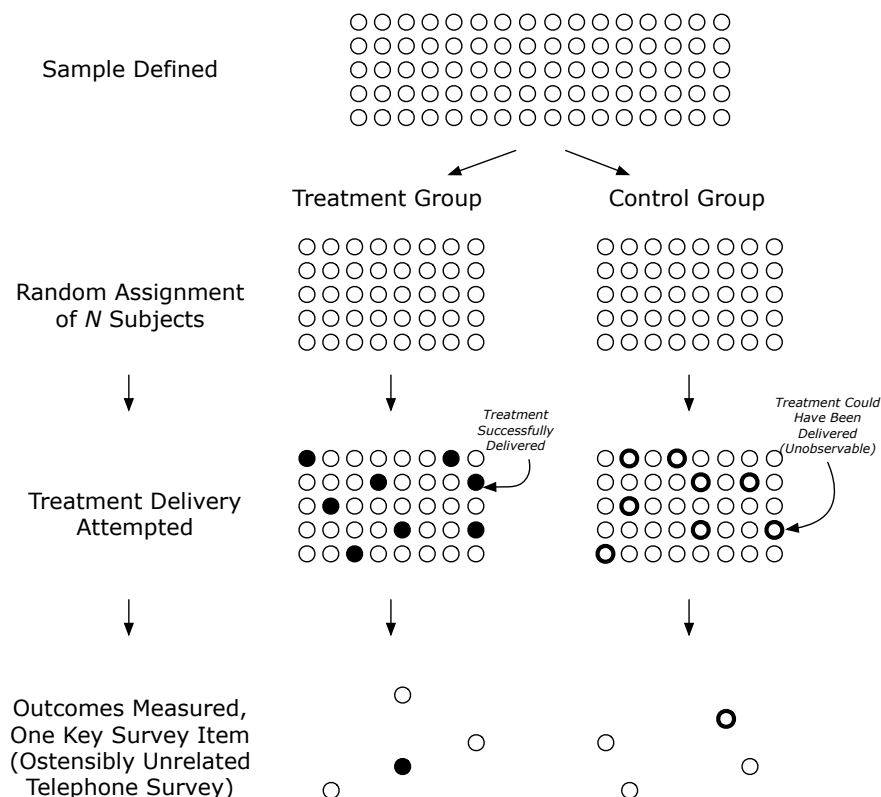 Sample Defined
Treatment Group
Control Group
Random Assignment
of N Subjects
Treatment
Successfully
Delivered
Treatment Could
Have Been
Delivered
(Unobservable)
Treatment Delivery
Attempted
Outcomes Measured,
One Key Survey Item
(Ostensibly Unrelated
Telephone Survey)